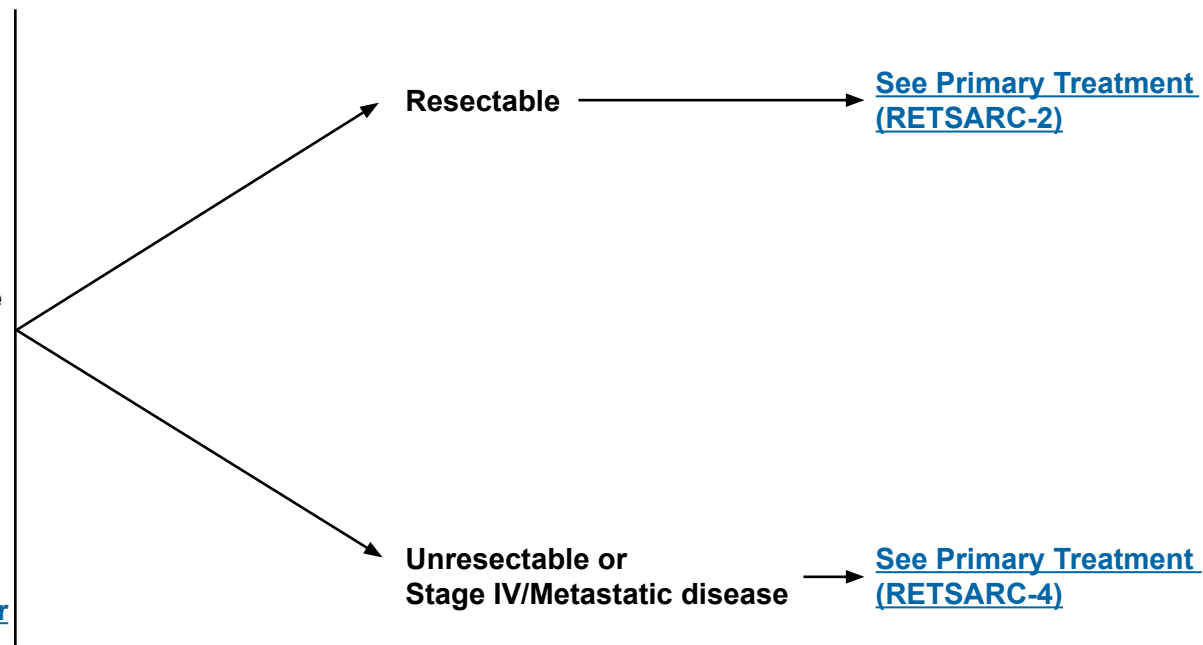 Resectable
See Primary Treatment
(RETSARC-2)
Unresectable or
Stage IV/Metastatic disease
See Primary Treatment
(RETSARC-4)